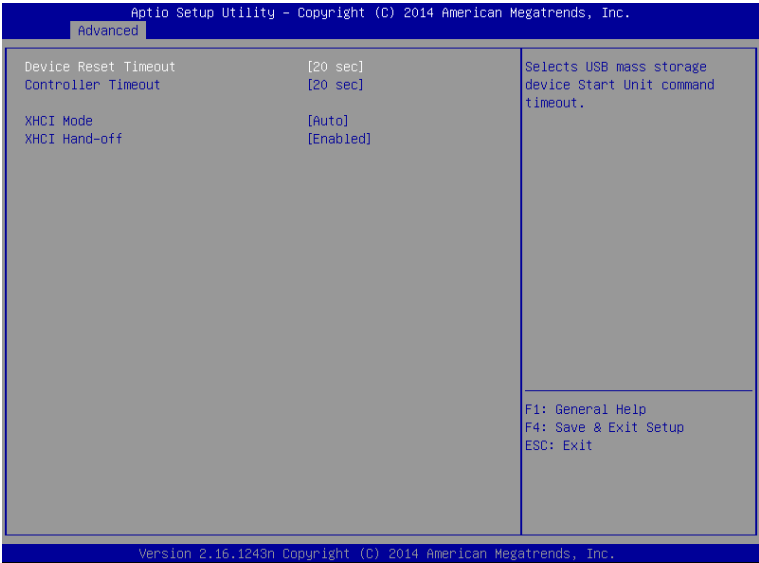 Aptio Setup Utility – Copyright (C) 2014 American Megatrends, Inc.
Advanced
Device Reset Timeout [20 sec]
Controller Timeout [20 sec]
XHCI Mode [Auto]
XHCI Hand-off [Enabled]
Selects USB mass storage
device Start Unit command
timeout.
F1: General Help
F4: Save & Exit Setup
ESC: Exit
Version 2.16.1243n Copyright (C) 2014 American Megatrends, Inc.